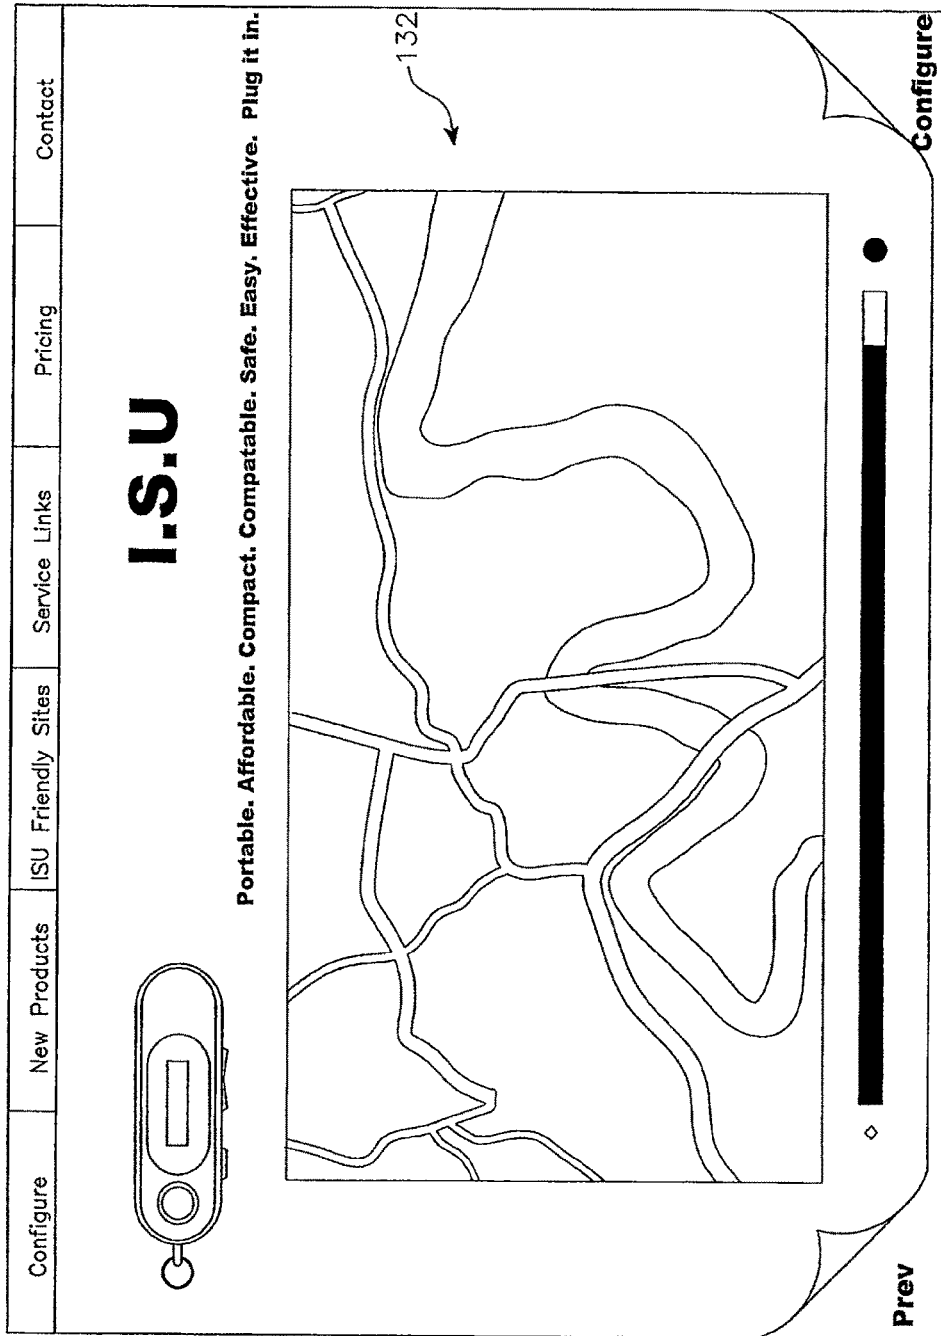 Configure
New Products
ISU Friendly Sites
Service Links
Pricing
Contact
I.S.U
Portable. Affordable. Compact. Compatable. Safe. Easy. Effective. Plug it in.
132
Prev
Configure